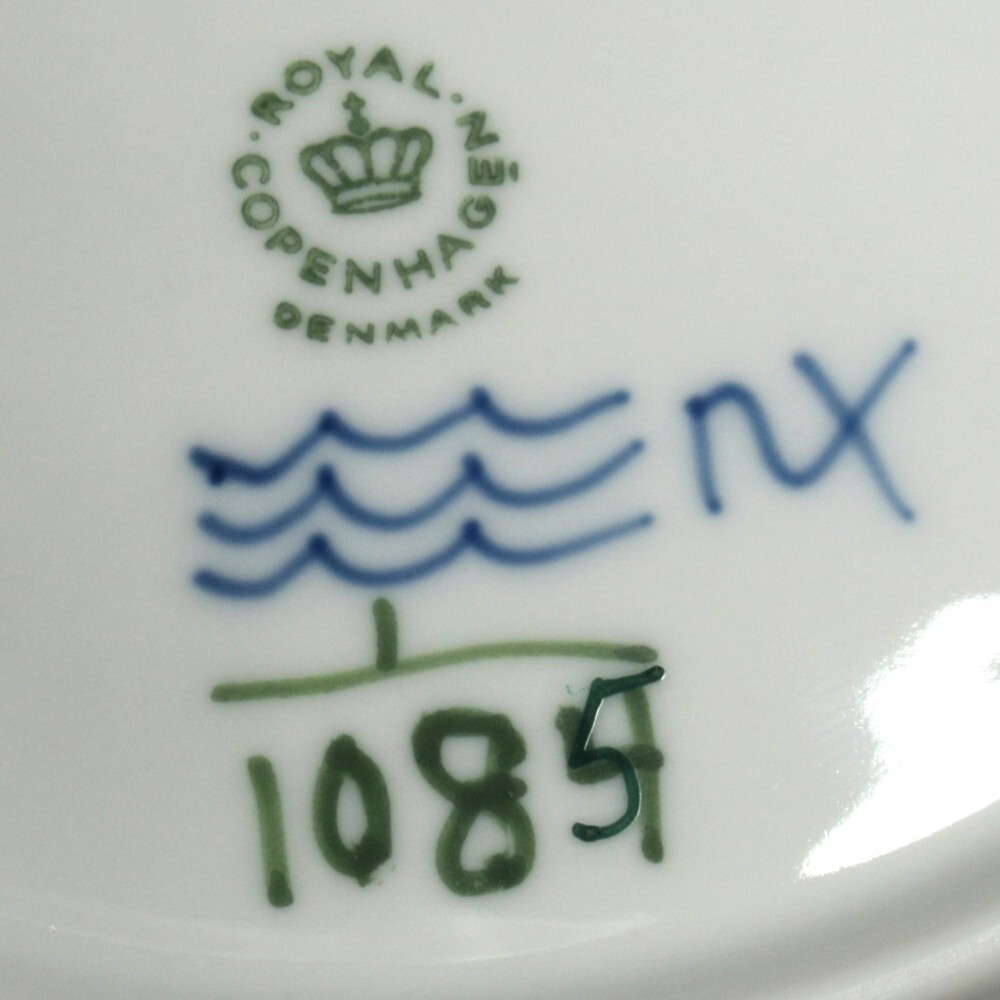 ROYAL
COPENHAGEN
DENMARK
nX
1
1085